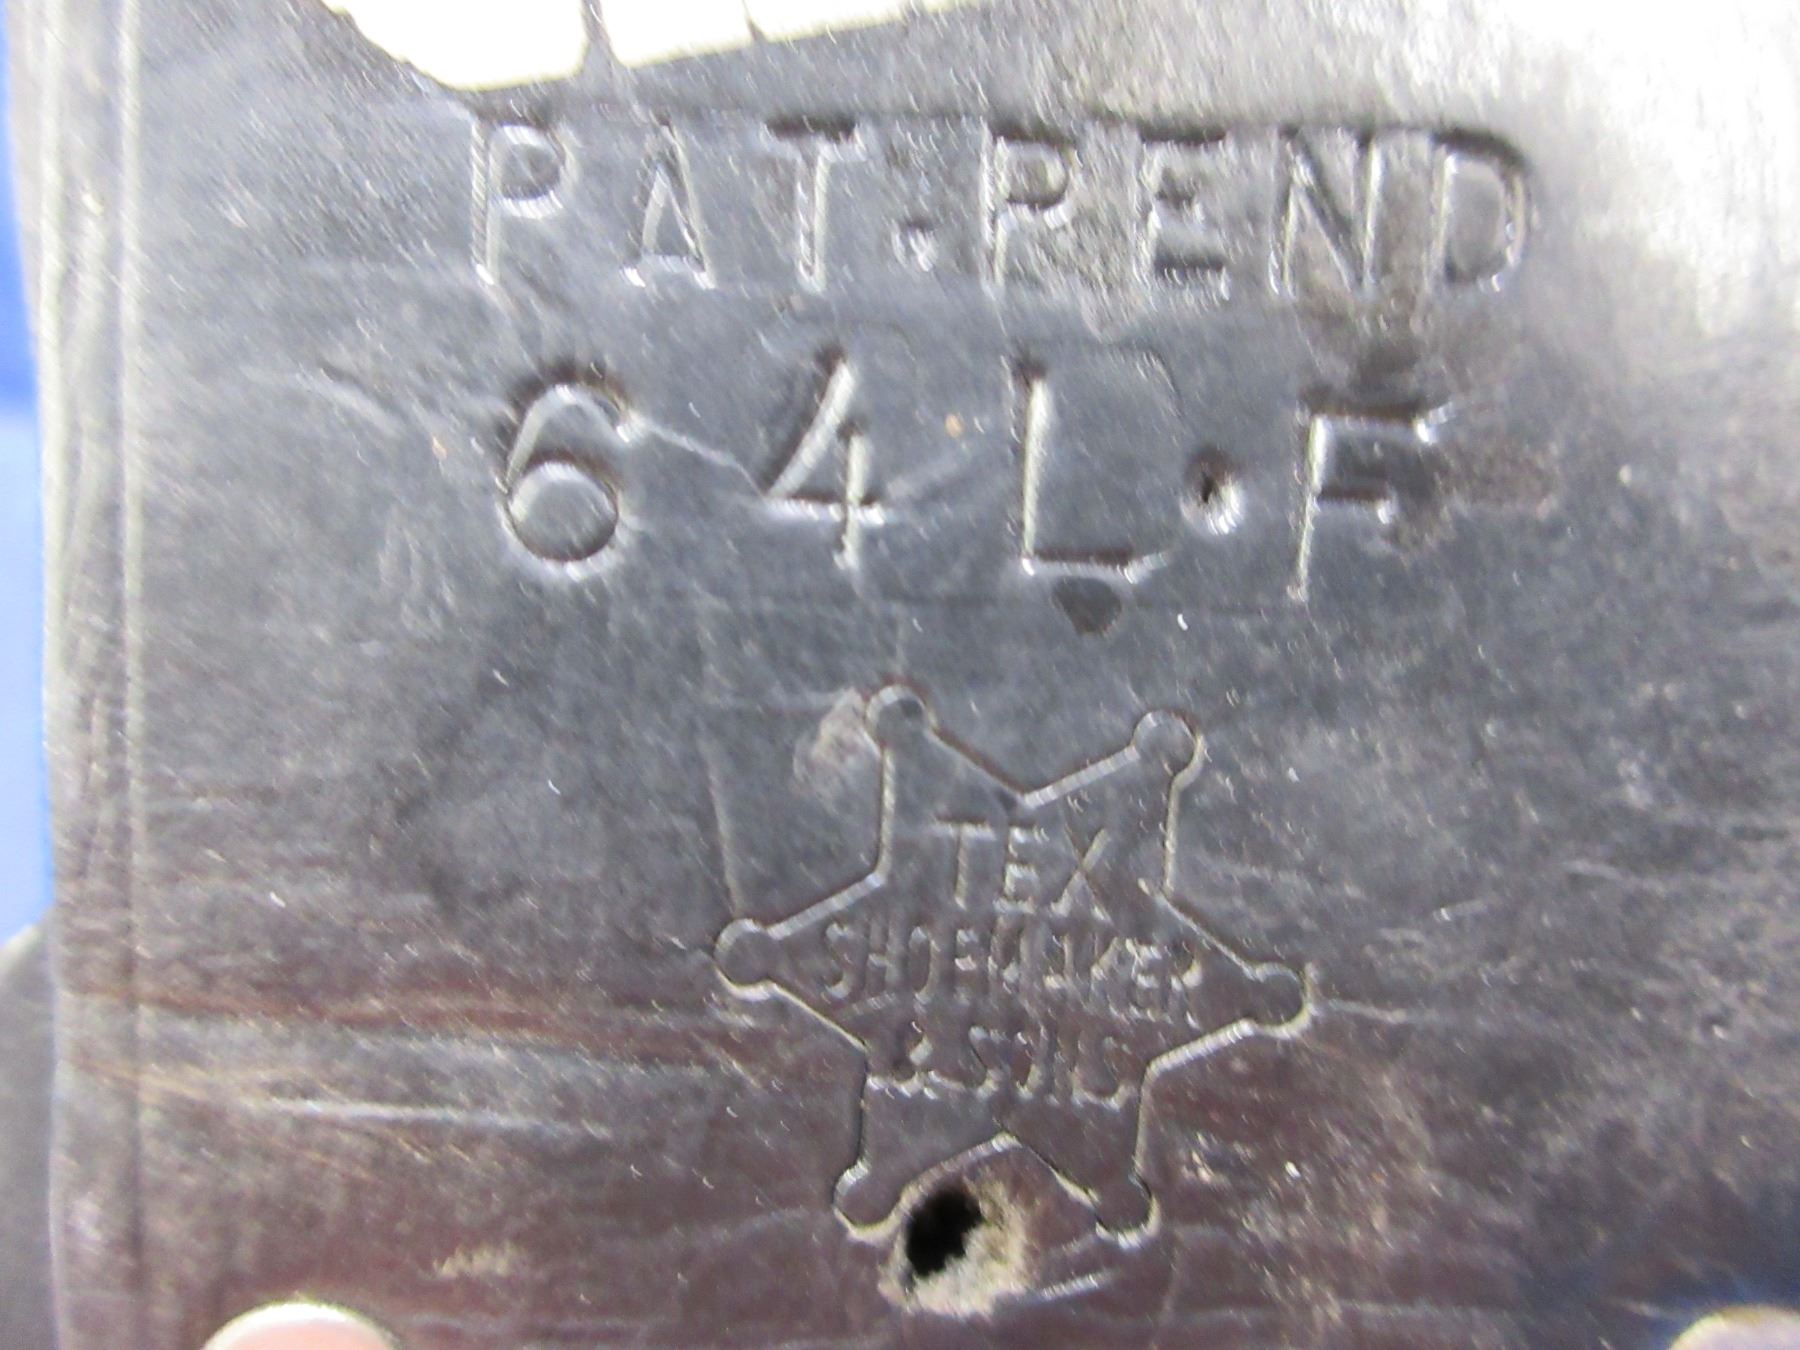 PAT. PEND
64L.F
TEX
SHOEMAKER
& SONS